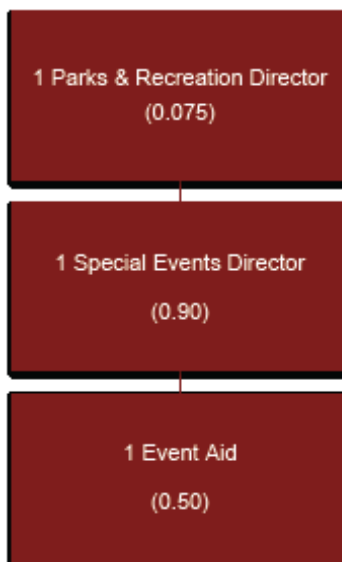 1 Parks & Recreation Director
(0.075)
1 Special Events Director
(0.90)
1 Event Aid
(0.50)